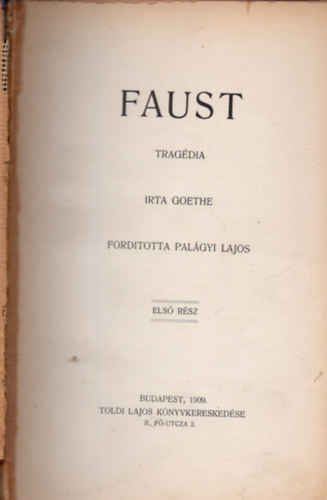 FAUST
TRAGÉDIA
IRTA GOETHE
FORDITOTTA PALÁGYI LAJOS
ELSŐ RÉSZ
BUDAPEST, 1909.
TOLDI LAJOS KÖNYVKERESKEDÉSE
II., FŐ-UTCZA 2.